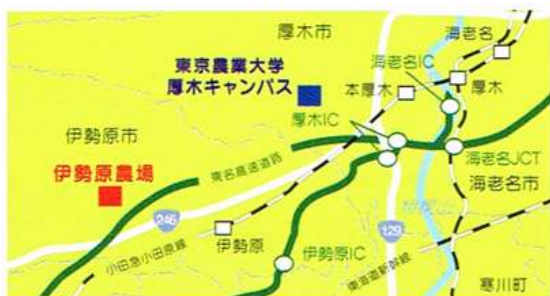 厚木市
海老名
東京農業大学
厚木キャンパス
海老名IC
本厚木
厚木
厚木IC
伊勢原市
海老名JCT
伊勢原農場
東名高速道路
海老名市
246
伊勢原
129
小田急小田原線
伊勢原IC
東海道新幹線
寒川町